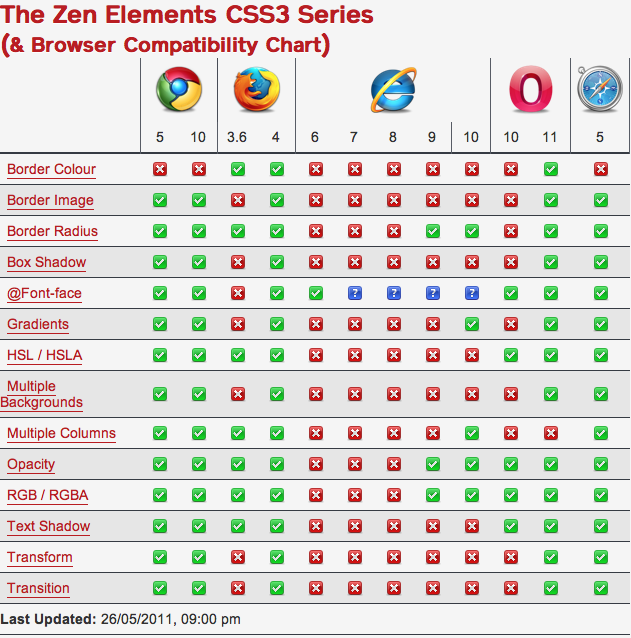 The Zen Elements CSS3 Series
(& Browser Compatibility Chart)
5 10 3.6 4 6 7 8 9 10 10 11 5
Border Colour
Border Image
Border Radius
Box Shadow
@Font-face ? ? ? ?
Gradients
HSL / HSLA
Multiple
Backgrounds
Multiple Columns
Opacity
RGB / RGBA
Text Shadow
Transform
Transition
Last Updated: 26/05/2011, 09:00 pm